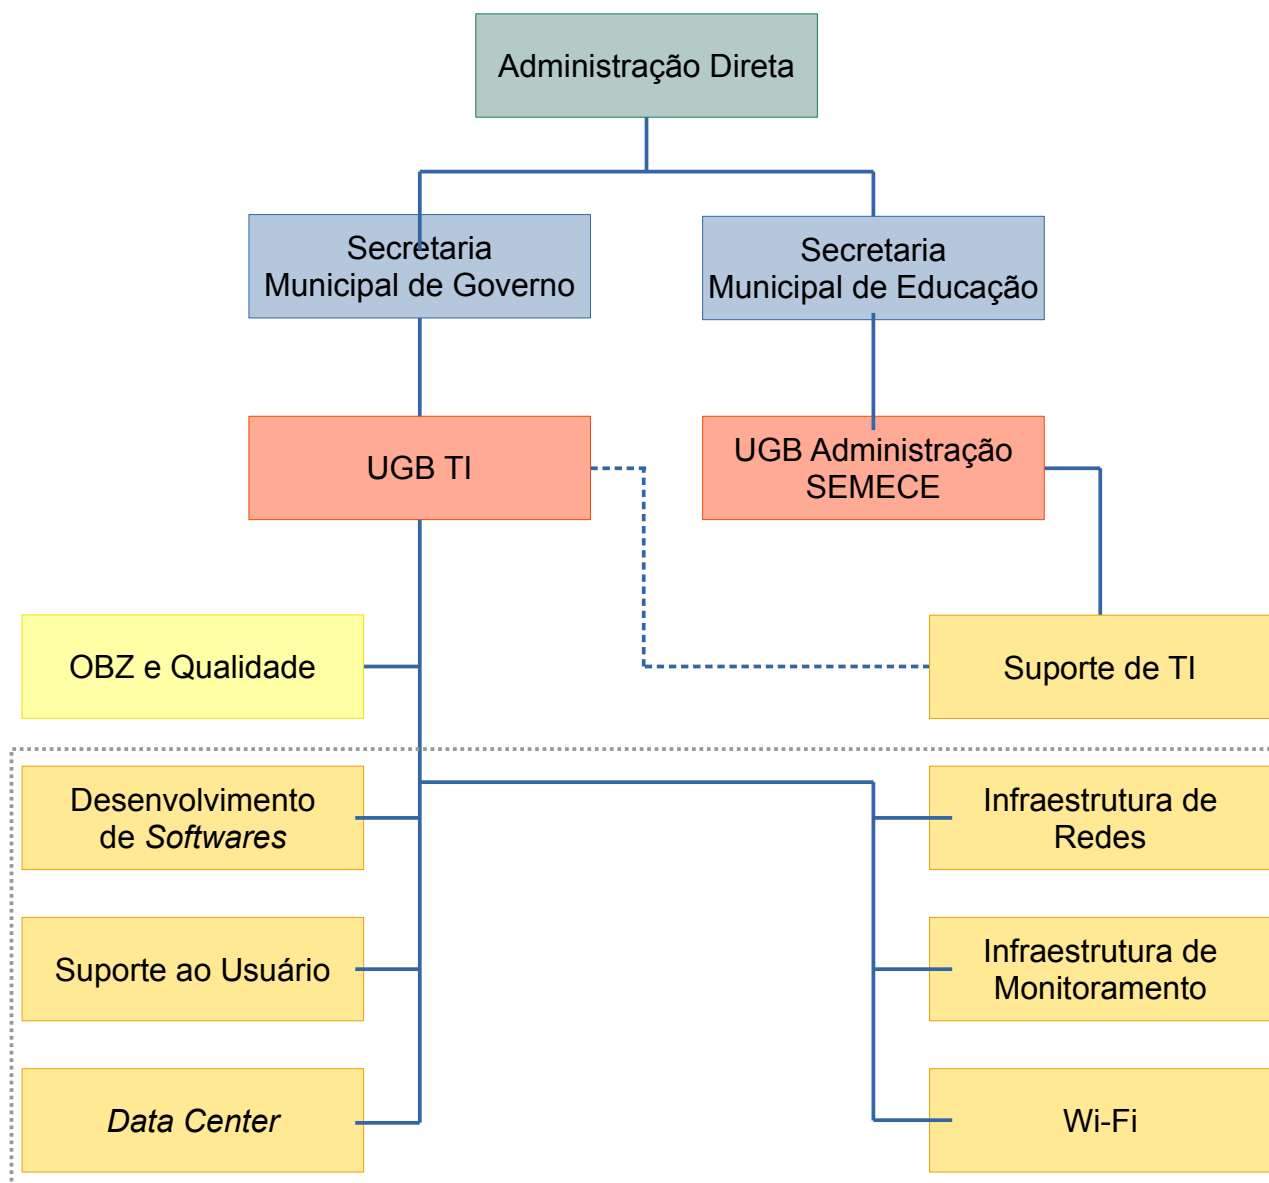 Administração Direta
Secretaria
Municipal de Governo
Secretaria
Municipal de Educação
UGB TI
UGB Administração
SEMECE
OBZ e Qualidade
Suporte de TI
Desenvolvimento
de Softwares
Infraestrutura de
Redes
Suporte ao Usuário
Infraestrutura de
Monitoramento
Data Center
Wi-Fi